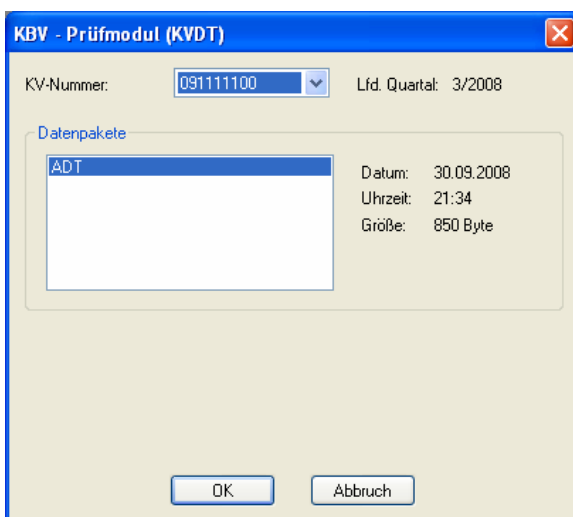 KBV - Prüfmodul (KVDT)
KV-Nummer: 091111100 Lfd. Quartal: 3/2008
Datenpakete
ADT
Datum: 30.09.2008
Uhrzeit: 21:34
Größe: 850 Byte
OK Abbruch